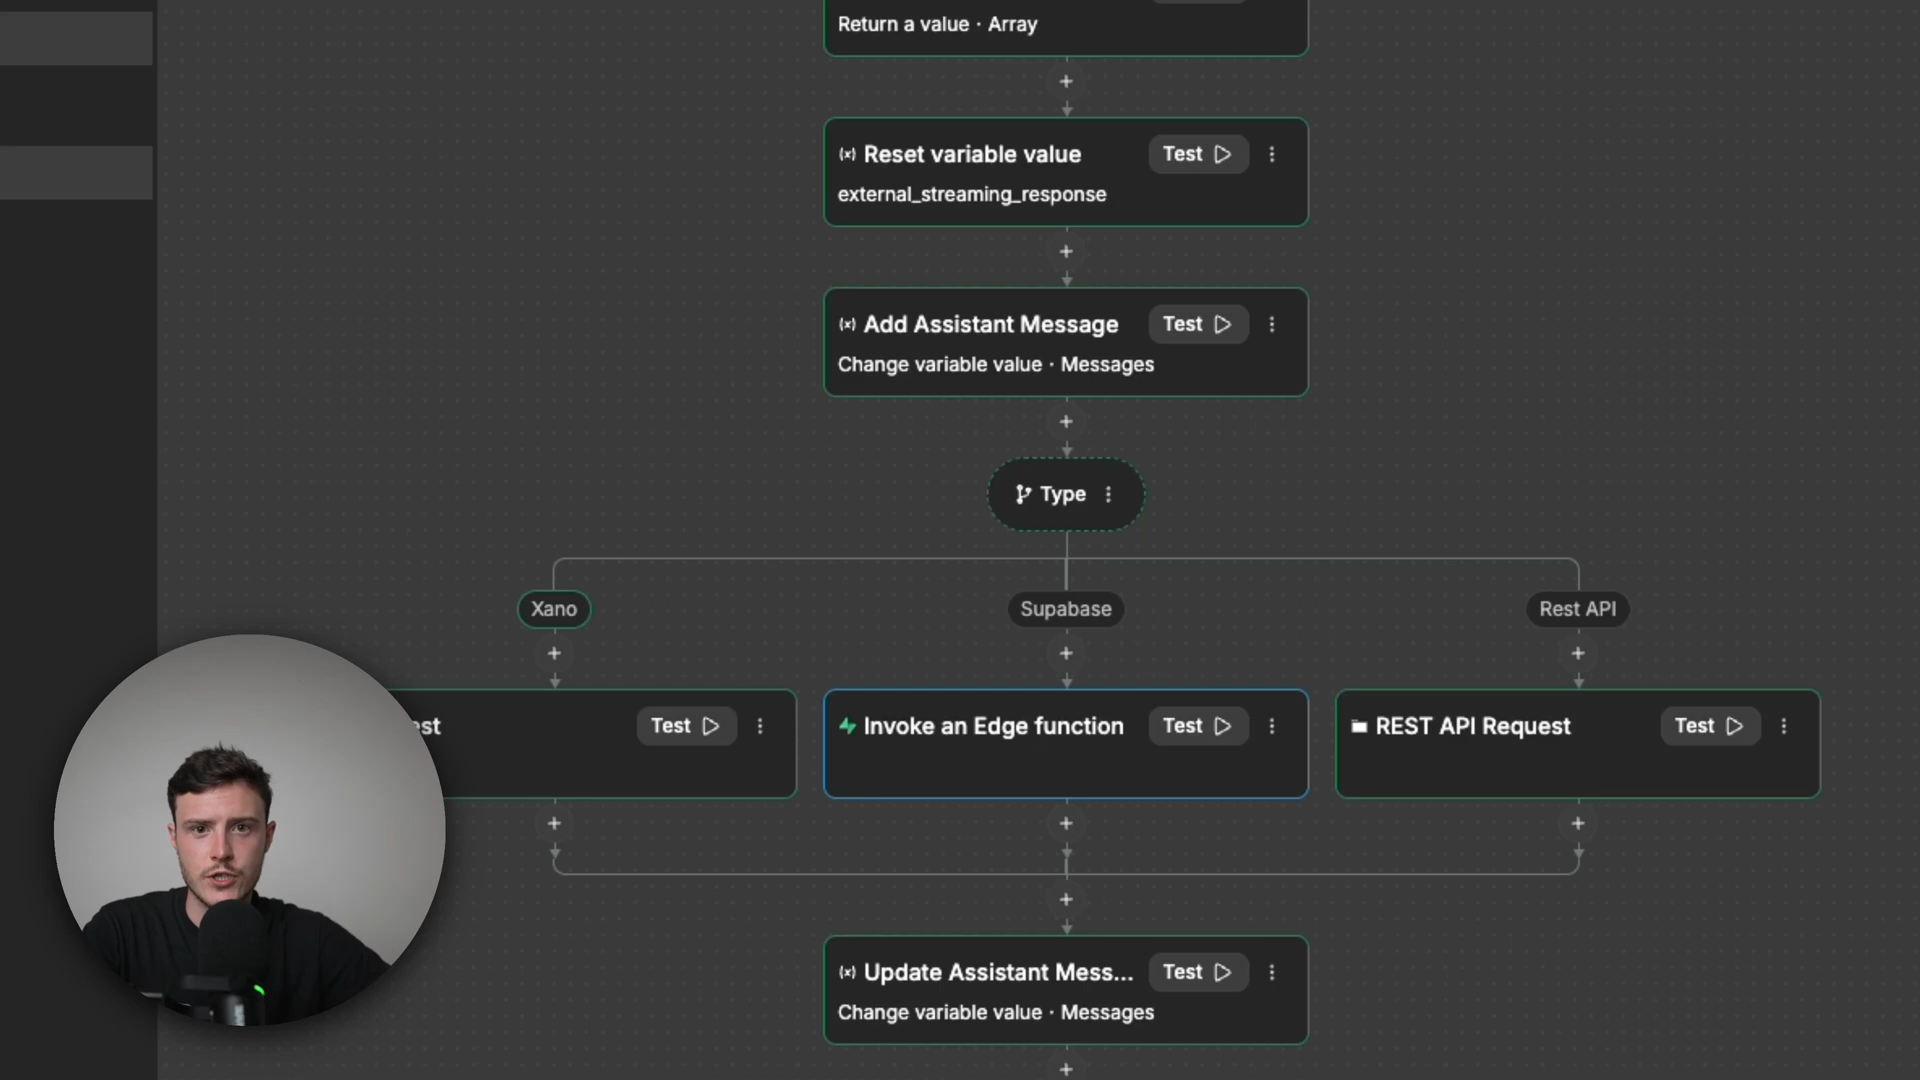 Return a value · Array
(x) Reset variable value
Test
external_streaming_response
(x) Add Assistant Message
Test
Change variable value · Messages
Type
Xano
Supabase
Rest API
est
Test
Invoke an Edge function
Test
REST API Request
Test
(x) Update Assistant Mess...
Test
Change variable value · Messages